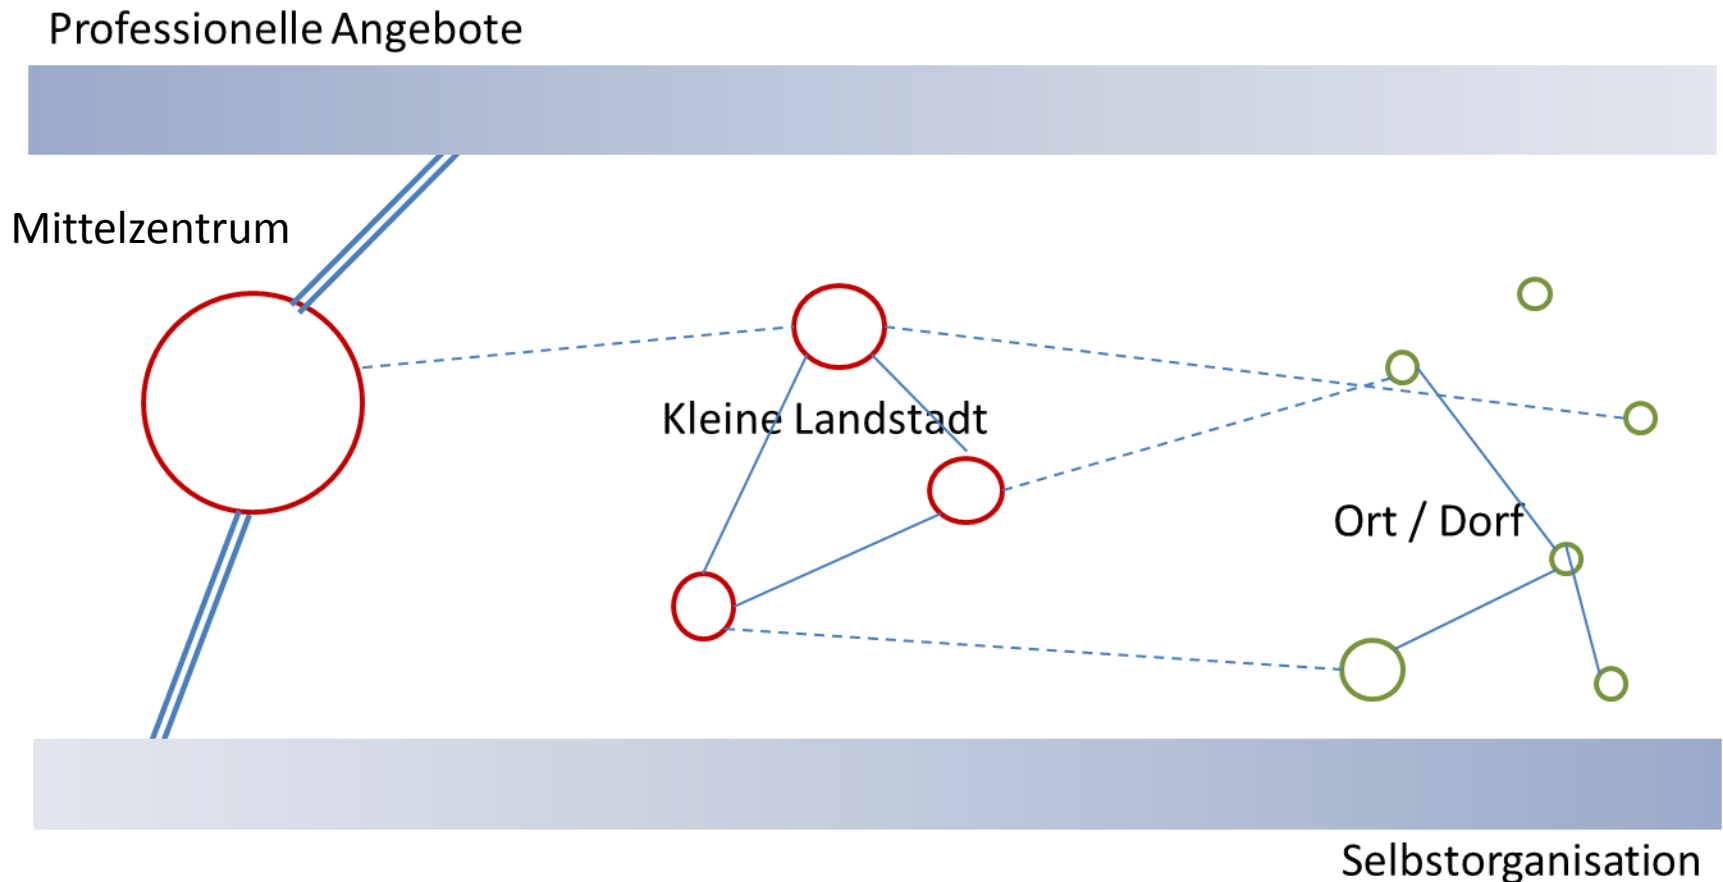 Professionelle Angebote
Mittelzentrum
Kleine Landstadt
Ort / Dorf
Selbstorganisation